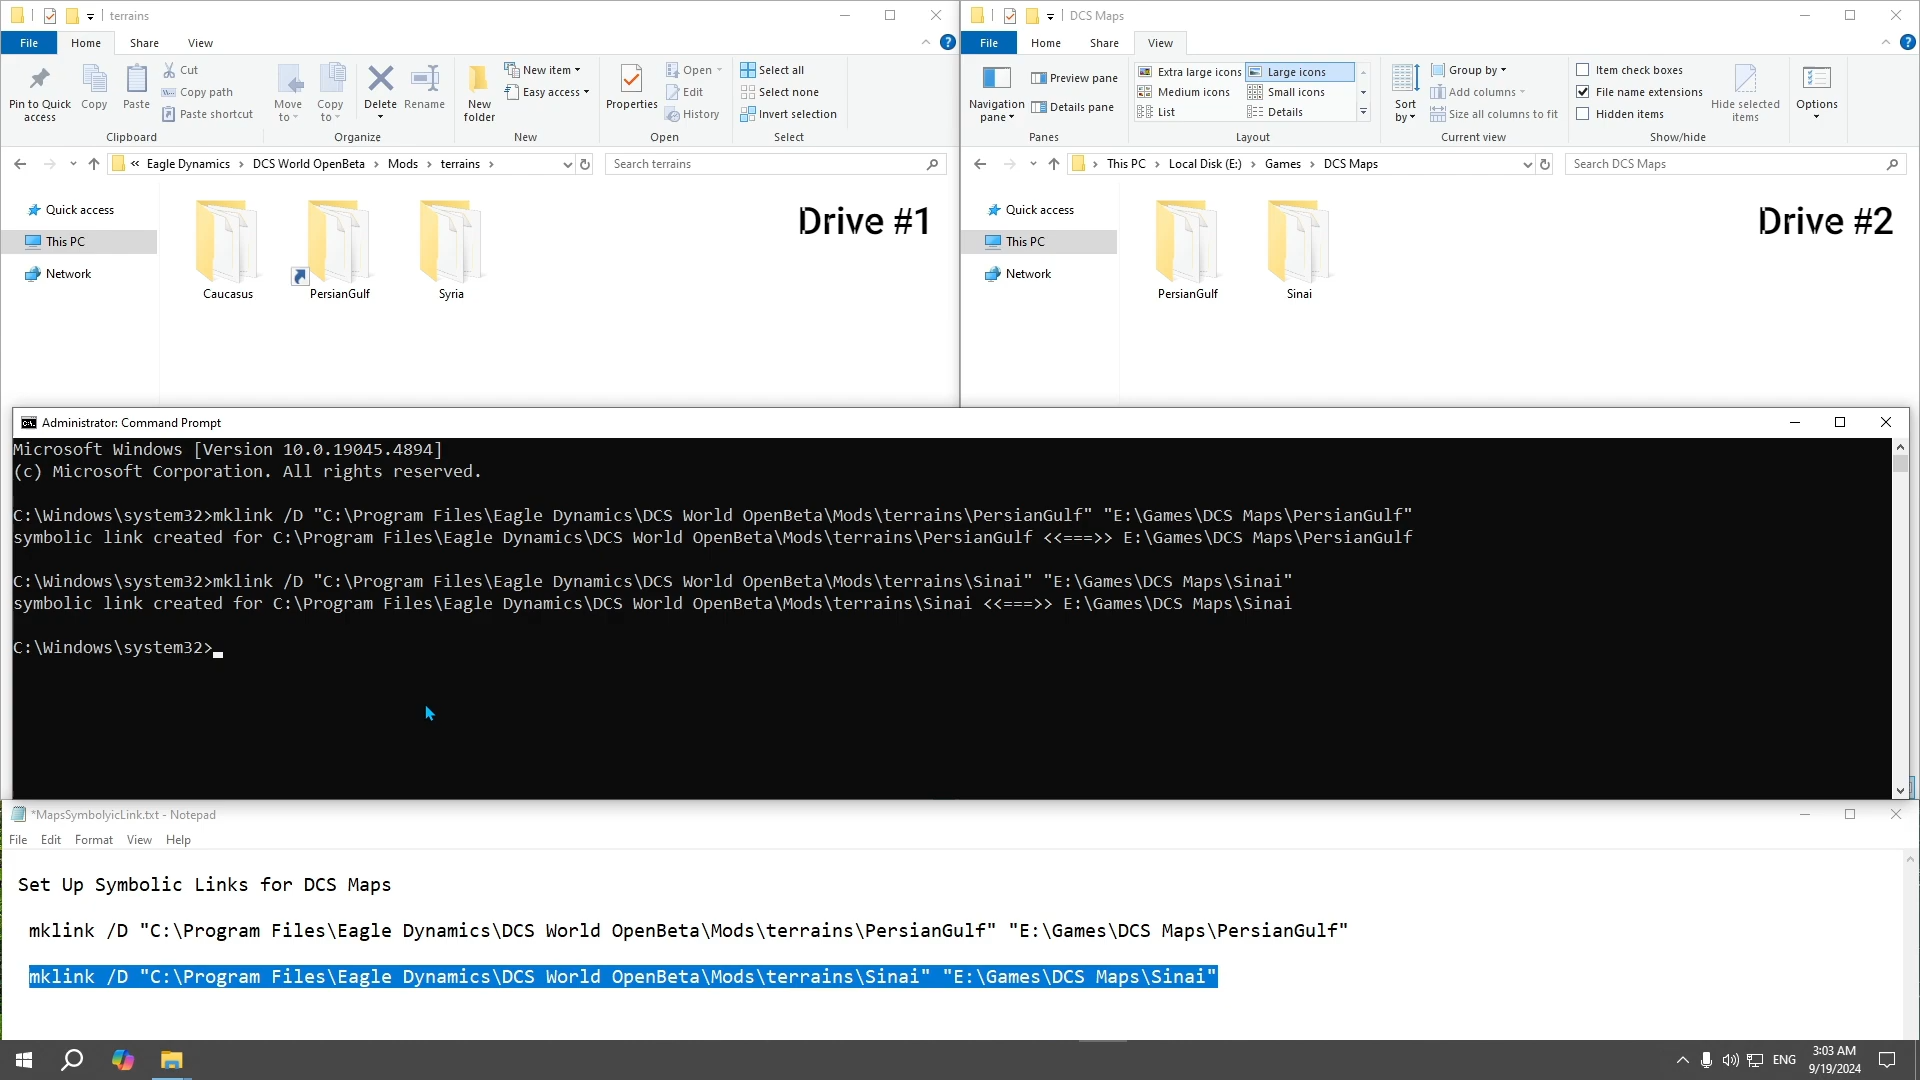 terrains
File
Home
Share
View
Pin to Quick access
Copy
Paste
Cut
Copy path
Paste shortcut
Clipboard
Move to
Copy to
Delete
Rename
Organize
New folder
New item
Easy access
New
Properties
Open
Edit
History
Open
Select all
Select none
Invert selection
Select
« Eagle Dynamics > DCS World OpenBeta > Mods > terrains >
Search terrains
Quick access
This PC
Network
Caucasus
PersianGulf
Syria
Drive #1
DCS Maps
File
Home
Share
View
Navigation pane
Preview pane
Details pane
Panes
Extra large icons
Large icons
Medium icons
Small icons
List
Details
Layout
Sort by
Group by
Add columns
Size all columns to fit
Current view
Item check boxes
File name extensions
Hidden items
Hide selected items
Show/hide
Options
> This PC > Local Disk (E:) > Games > DCS Maps
Search DCS Maps
Quick access
This PC
Network
PersianGulf
Sinai
Drive #2
Administrator: Command Prompt
Microsoft Windows [Version 10.0.19045.4894]
(c) Microsoft Corporation. All rights reserved.
C:\Windows\system32>mklink /D "C:\Program Files\Eagle Dynamics\DCS World OpenBeta\Mods\terrains\PersianGulf" "E:\Games\DCS Maps\PersianGulf"
symbolic link created for C:\Program Files\Eagle Dynamics\DCS World OpenBeta\Mods\terrains\PersianGulf <<===>> E:\Games\DCS Maps\PersianGulf
C:\Windows\system32>mklink /D "C:\Program Files\Eagle Dynamics\DCS World OpenBeta\Mods\terrains\Sinai" "E:\Games\DCS Maps\Sinai"
symbolic link created for C:\Program Files\Eagle Dynamics\DCS World OpenBeta\Mods\terrains\Sinai <<===>> E:\Games\DCS Maps\Sinai
C:\Windows\system32>
*MapsSymbolyicLink.txt - Notepad
File Edit Format View Help
Set Up Symbolic Links for DCS Maps
mklink /D "C:\Program Files\Eagle Dynamics\DCS World OpenBeta\Mods\terrains\PersianGulf" "E:\Games\DCS Maps\PersianGulf"
mklink /D "C:\Program Files\Eagle Dynamics\DCS World OpenBeta\Mods\terrains\Sinai" "E:\Games\DCS Maps\Sinai"
ENG
3:03 AM
9/19/2024